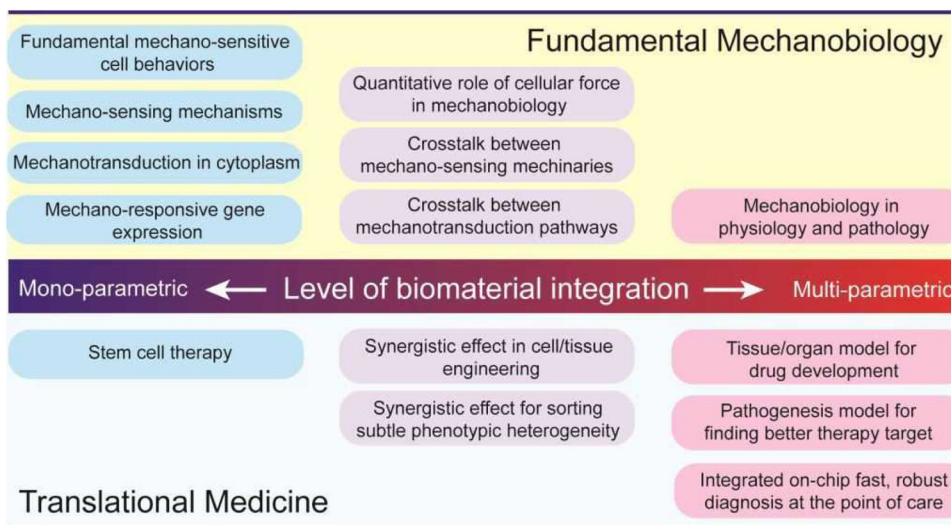 Fundamental Mechanobiology
Fundamental mechano-sensitive
cell behaviors
Mechano-sensing mechanisms
Mechanotransduction in cytoplasm
Mechano-responsive gene
expression
Quantitative role of cellular force
in mechanobiology
Crosstalk between
mechano-sensing mechinaries
Crosstalk between
mechanotransduction pathways
Mechanobiology in
physiology and pathology
Mono-parametric
Level of biomaterial integration
Multi-parametric
Stem cell therapy
Synergistic effect in cell/tissue
engineering
Synergistic effect for sorting
subtle phenotypic heterogeneity
Tissue/organ model for
drug development
Pathogenesis model for
finding better therapy target
Integrated on-chip fast, robust
diagnosis at the point of care
Translational Medicine